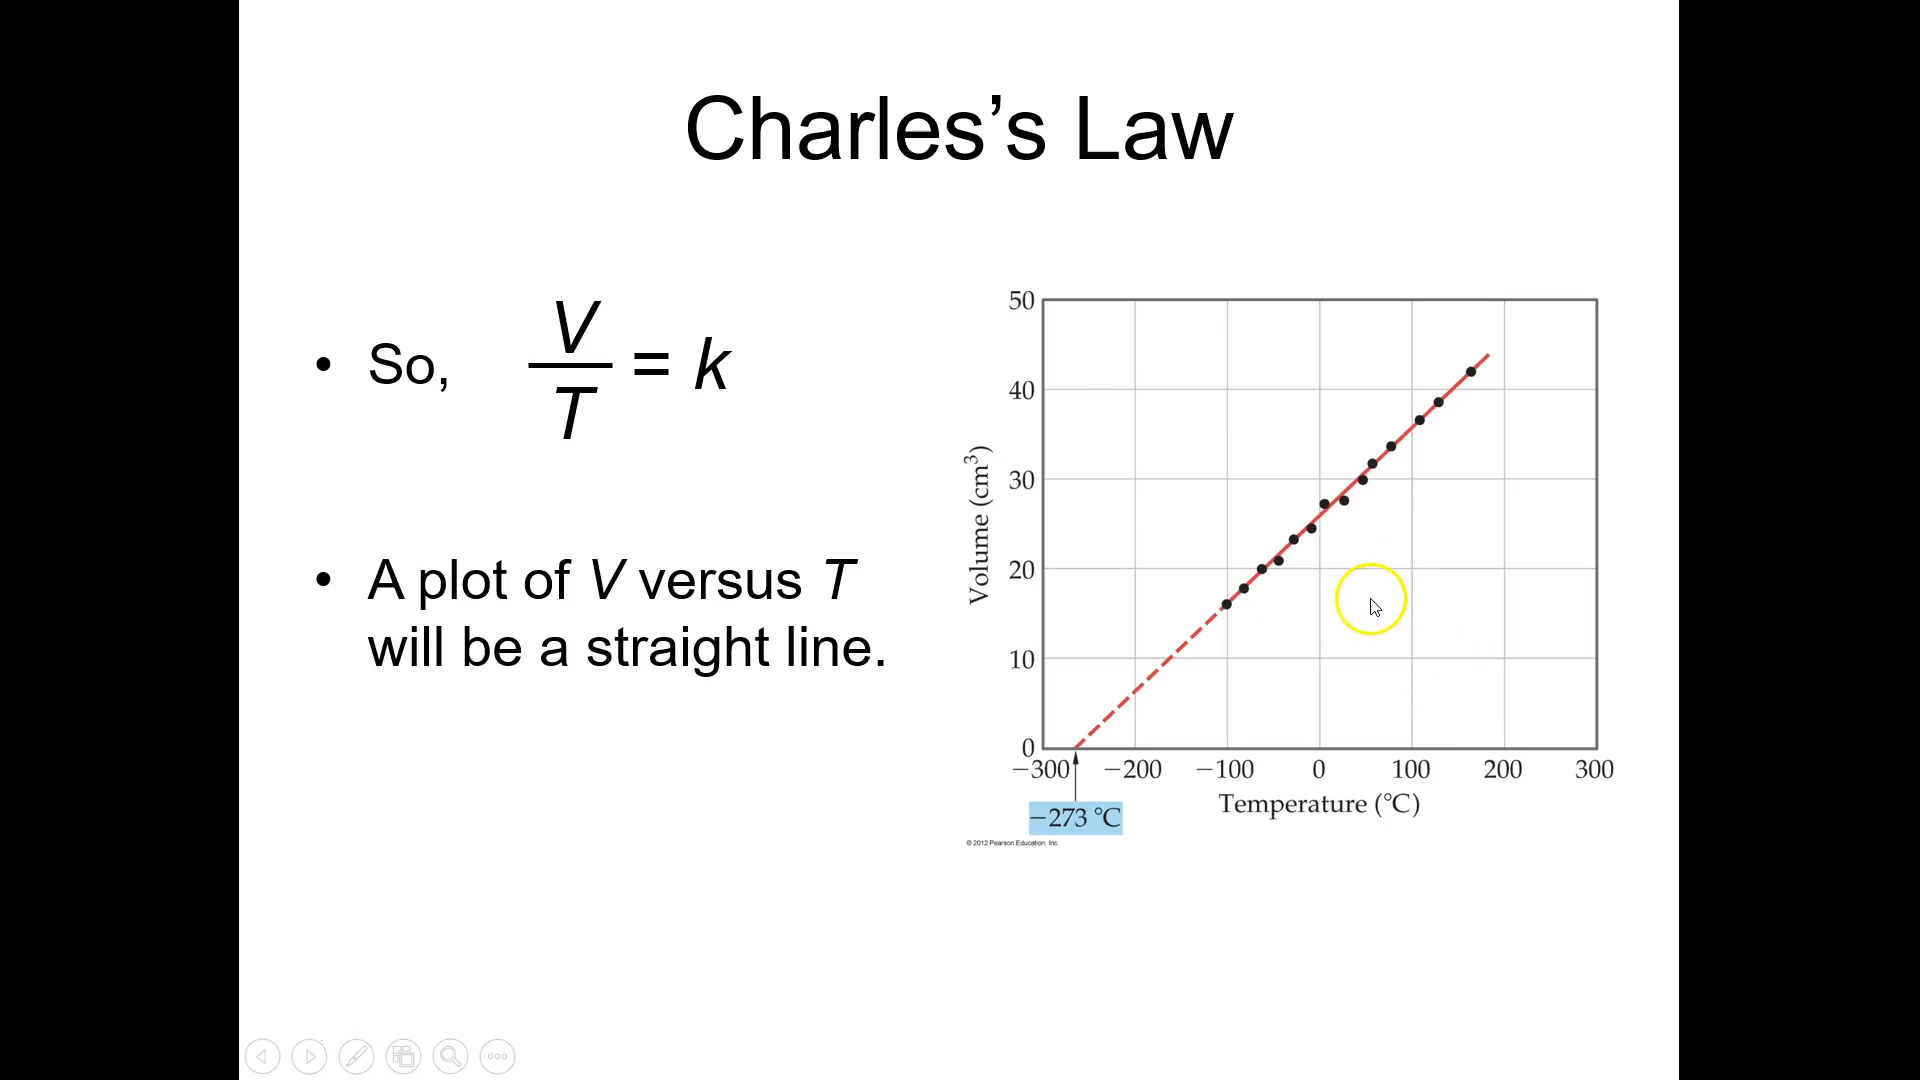 Charles’s Law
• So, V/T = k
• A plot of V versus T
will be a straight line.
50
40
30
20
10
0
Volume (cm³)
−300 −200 −100 0 100 200 300
Temperature (°C)
−273 °C
© 2012 Pearson Education, Inc.